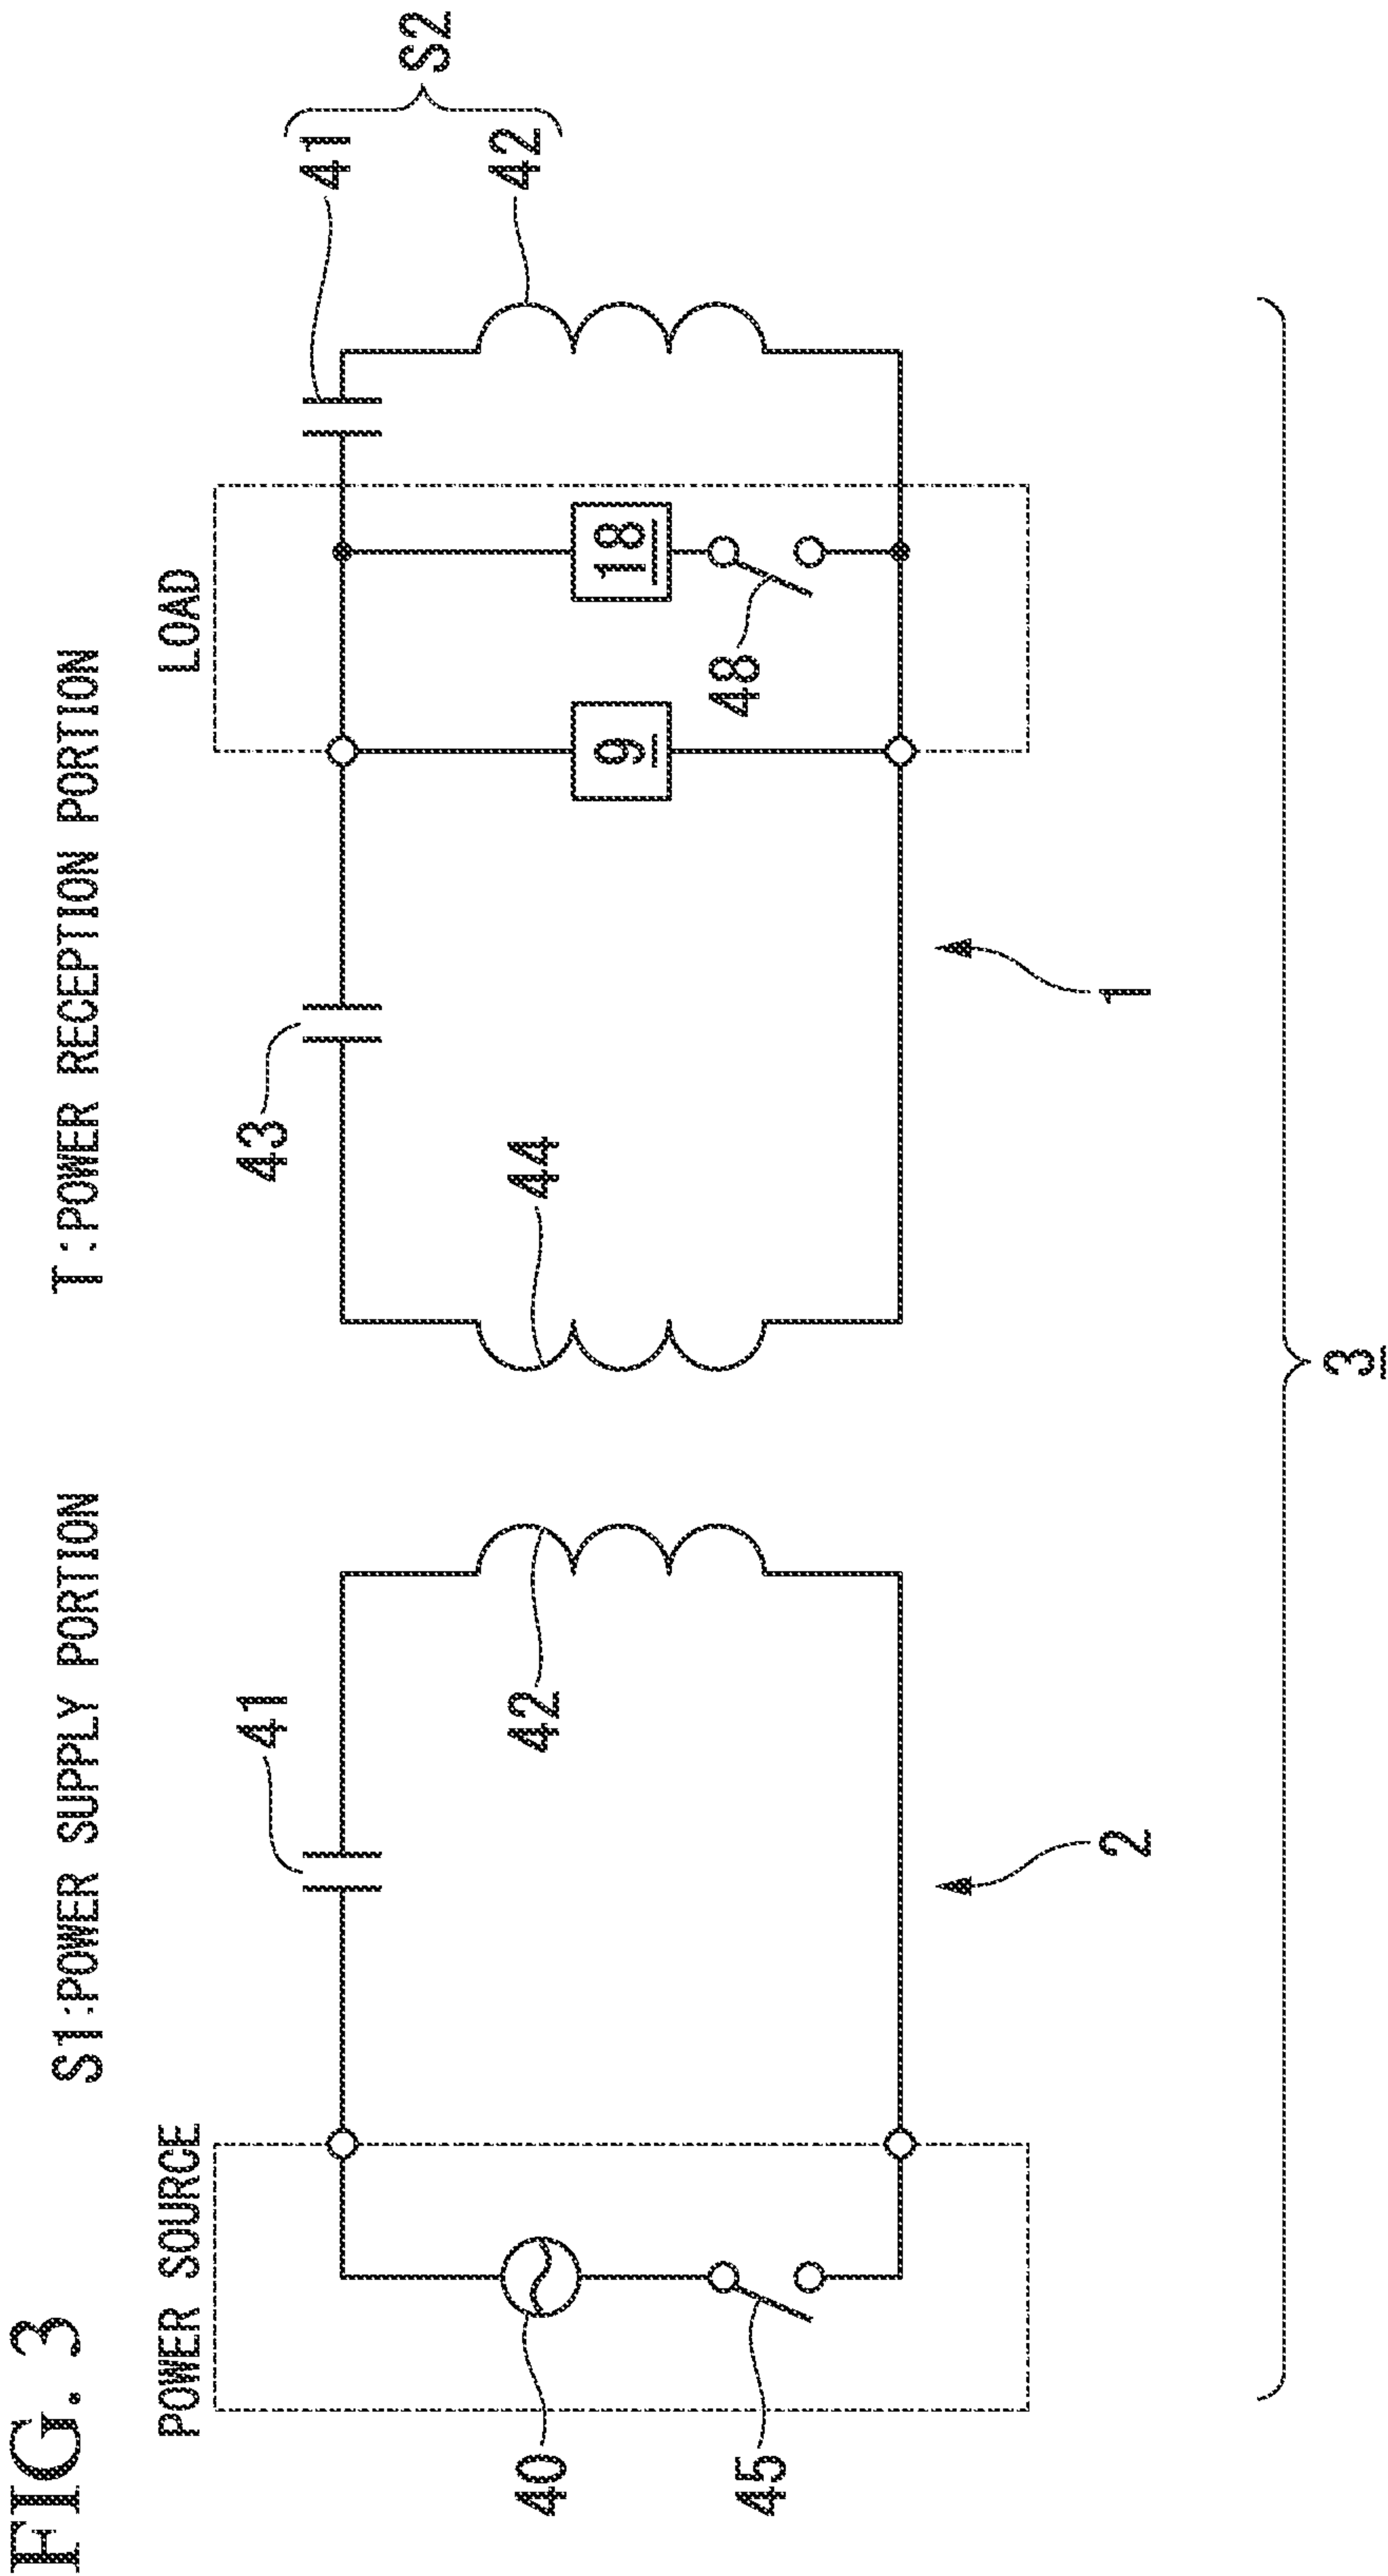 FIG. 3
S1:POWER SUPPLY PORTION
T:POWER RECEPTION PORTION
POWER SOURCE
LOAD
41
43
41
S2
40
42
44
9
18
42
45
48
2
1
3